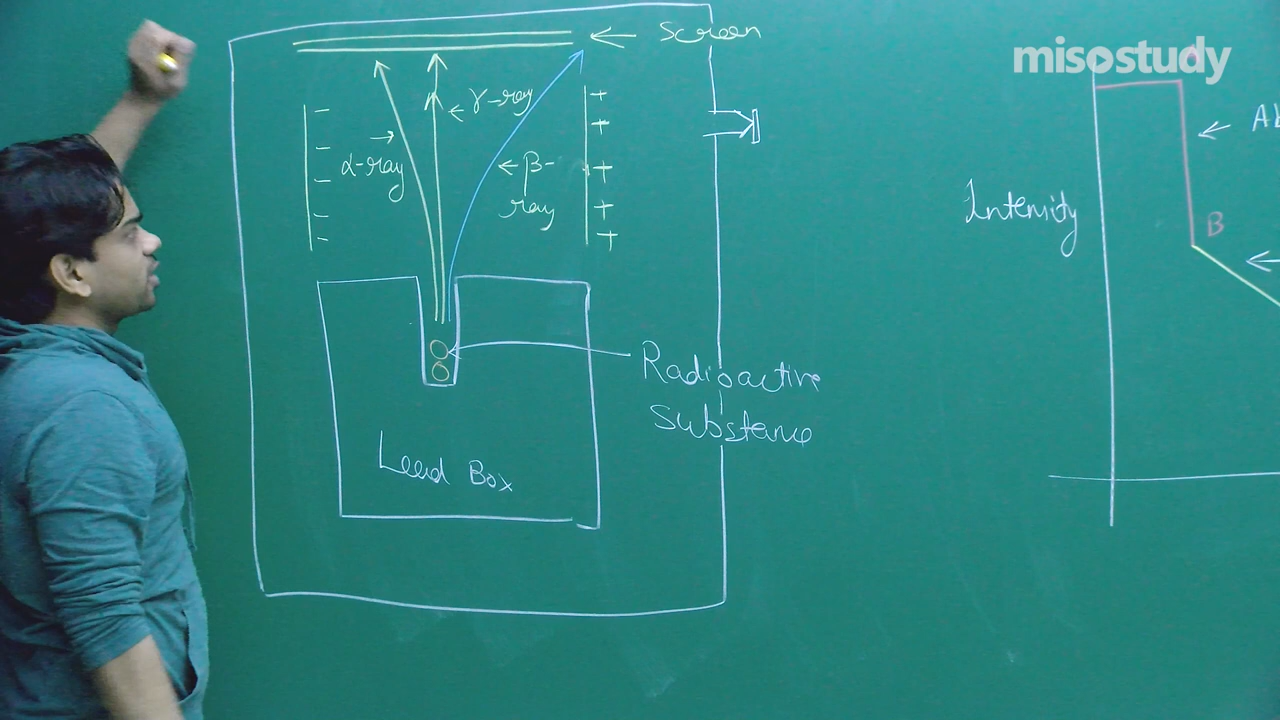 Screen
misostudy
γ-ray
α-ray
β-
ray
Intensity
B
Radioactive
Substance
Lead Box